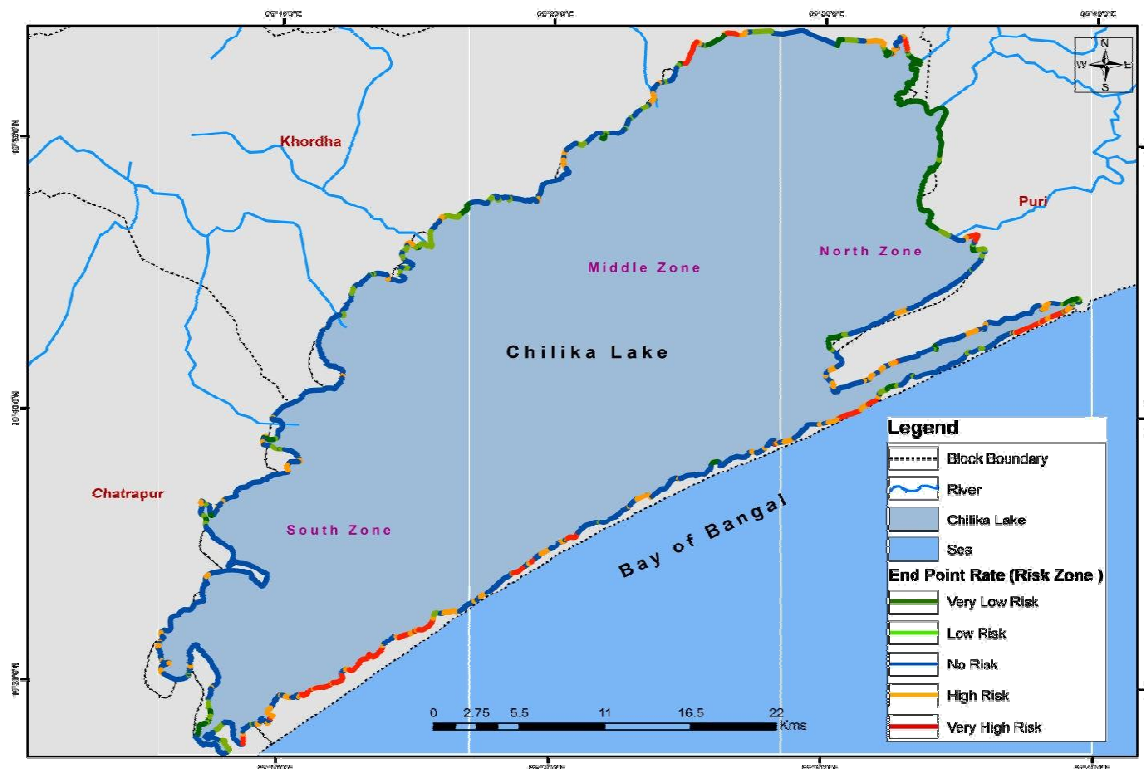 N
W E
S
Khordha
Puri
North Zone
Middle Zone
Chilika Lake
Chatrapur
South Zone
Bay of Bangal
Legend
Block Boundary
River
Chilika Lake
Sea
End Point Rate (Risk Zone )
Very Low Risk
Low Risk
No Risk
High Risk
Very High Risk
0 2.75 5.5 11 16.5 22
Kms